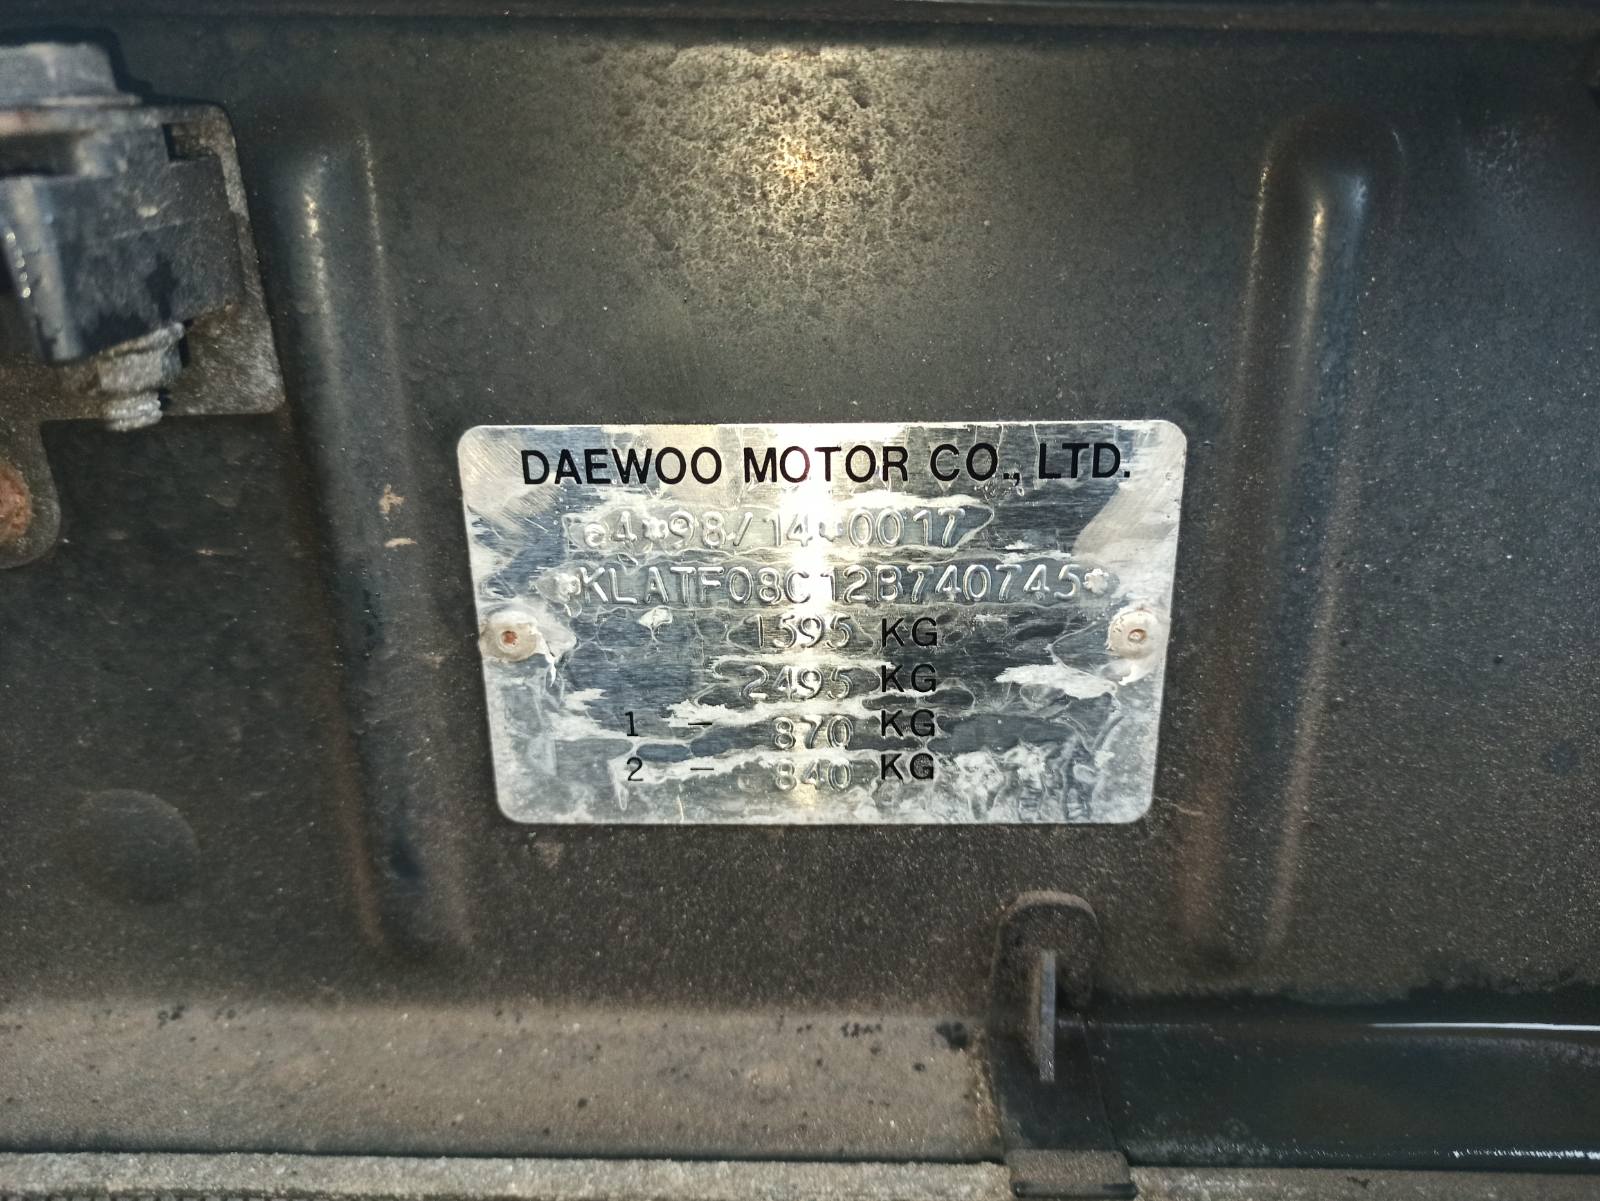 DAEWOO MOTOR CO., LTD.
e4*98/14*0017
*KLATF08C12B740745*
1595 KG
2495 KG
1 - 870 KG
2 - 840 KG